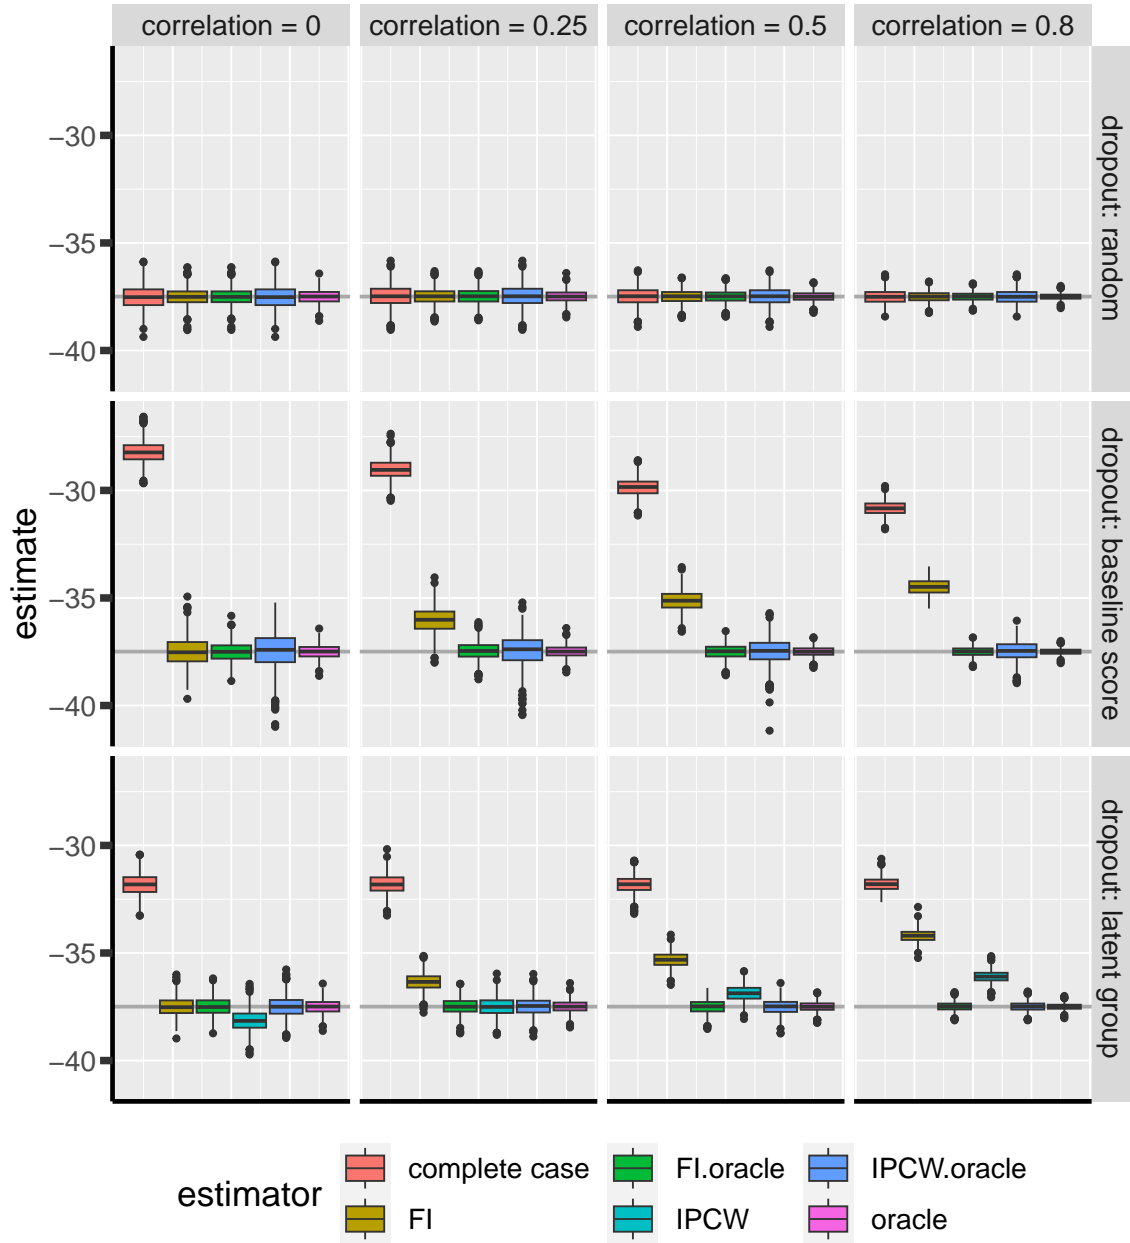 correlation = 0
correlation = 0.25
correlation = 0.5
correlation = 0.8
−30
−35
−40
dropout: random
estimate
−30
−35
−40
dropout: baseline score
−30
−35
−40
dropout: latent group
estimator
complete case
FI.oracle
IPCW.oracle
FI
IPCW
oracle